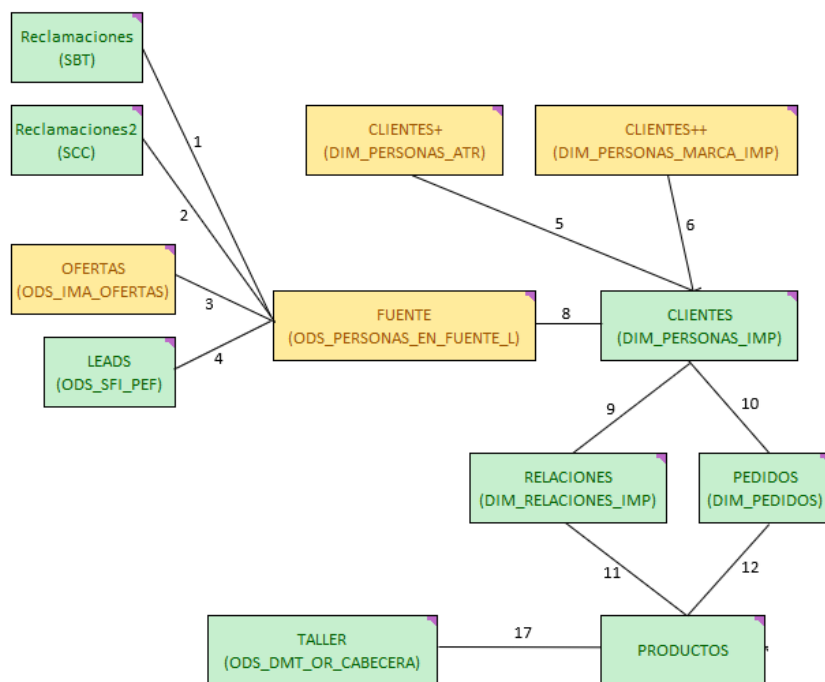 Reclamaciones
(SBT)
Reclamaciones2
(SCC)
1
CLIENTES+
(DIM_PERSONAS_ATR)
CLIENTES++
(DIM_PERSONAS_MARCA_IMP)
2
5
6
OFERTAS
(ODS_IMA_OFERTAS)
3
FUENTE
(ODS_PERSONAS_EN_FUENTE_L)
8
CLIENTES
(DIM_PERSONAS_IMP)
LEADS
(ODS_SFI_PEF)
4
9
10
RELACIONES
(DIM_RELACIONES_IMP)
PEDIDOS
(DIM_PEDIDOS)
11
12
TALLER
(ODS_DMT_OR_CABECERA)
17
PRODUCTOS